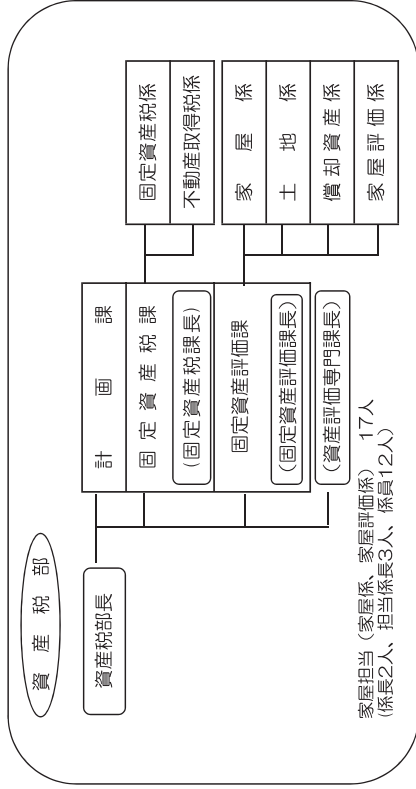 資産税部
資産税部長
計画課
固定資産税課
（固定資産税課長）
固定資産評価課
（固定資産評価課長）
（資産評価専門課長）
固定資産税係
不動産取得税係
家屋係
土地係
償却資産係
家屋評価係
家屋担当（家屋係、家屋評価係）　17人
（係長2人、担当係長3人、係員12人）